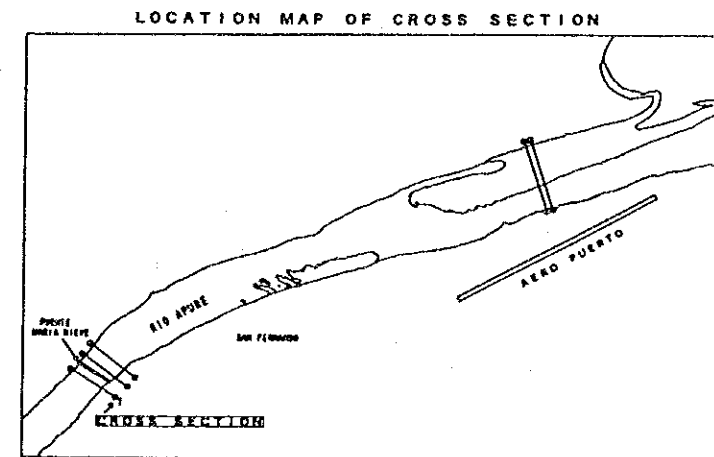 LOCATION MAP OF CROSS SECTION
RIO APURE
PUENTE
MARIA NIEVE
SAN FERNANDO
AERO PUERTO
CROSS SECTION